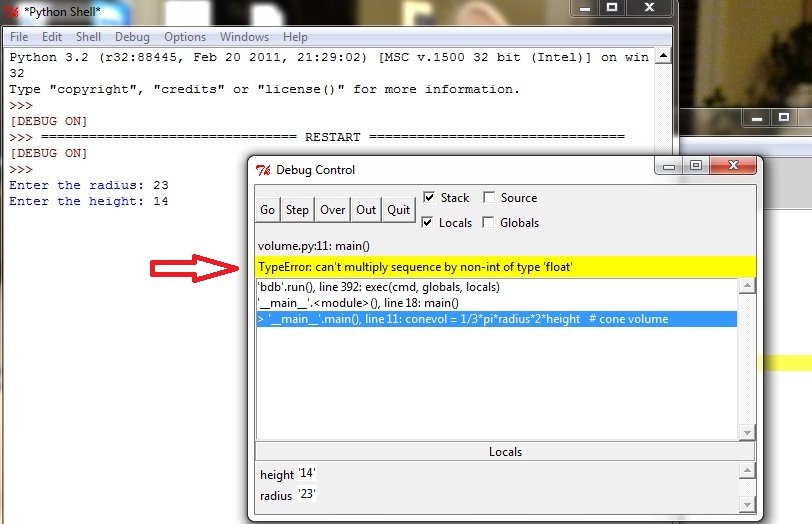 *Python Shell*
File Edit Shell Debug Options Windows Help
Python 3.2 (r32:88445, Feb 20 2011, 21:29:02) [MSC v.1500 32 bit (Intel)] on win
32
Type "copyright", "credits" or "license()" for more information.
>>>
[DEBUG ON]
>>> ================================ RESTART ================================
[DEBUG ON]
>>>
Enter the radius: 23
Enter the height: 14
Debug Control
Go Step Over Out Quit Stack Source
Locals Globals
volume.py:11: main()
TypeError: can't multiply sequence by non-int of type 'float'
'bdb'.run(), line 392: exec(cmd, globals, locals)
'__main__'.<module>(), line 18: main()
> '__main__'.main(), line 11: conevol = 1/3*pi*radius*2*height # cone volume
Locals
height '14'
radius '23'